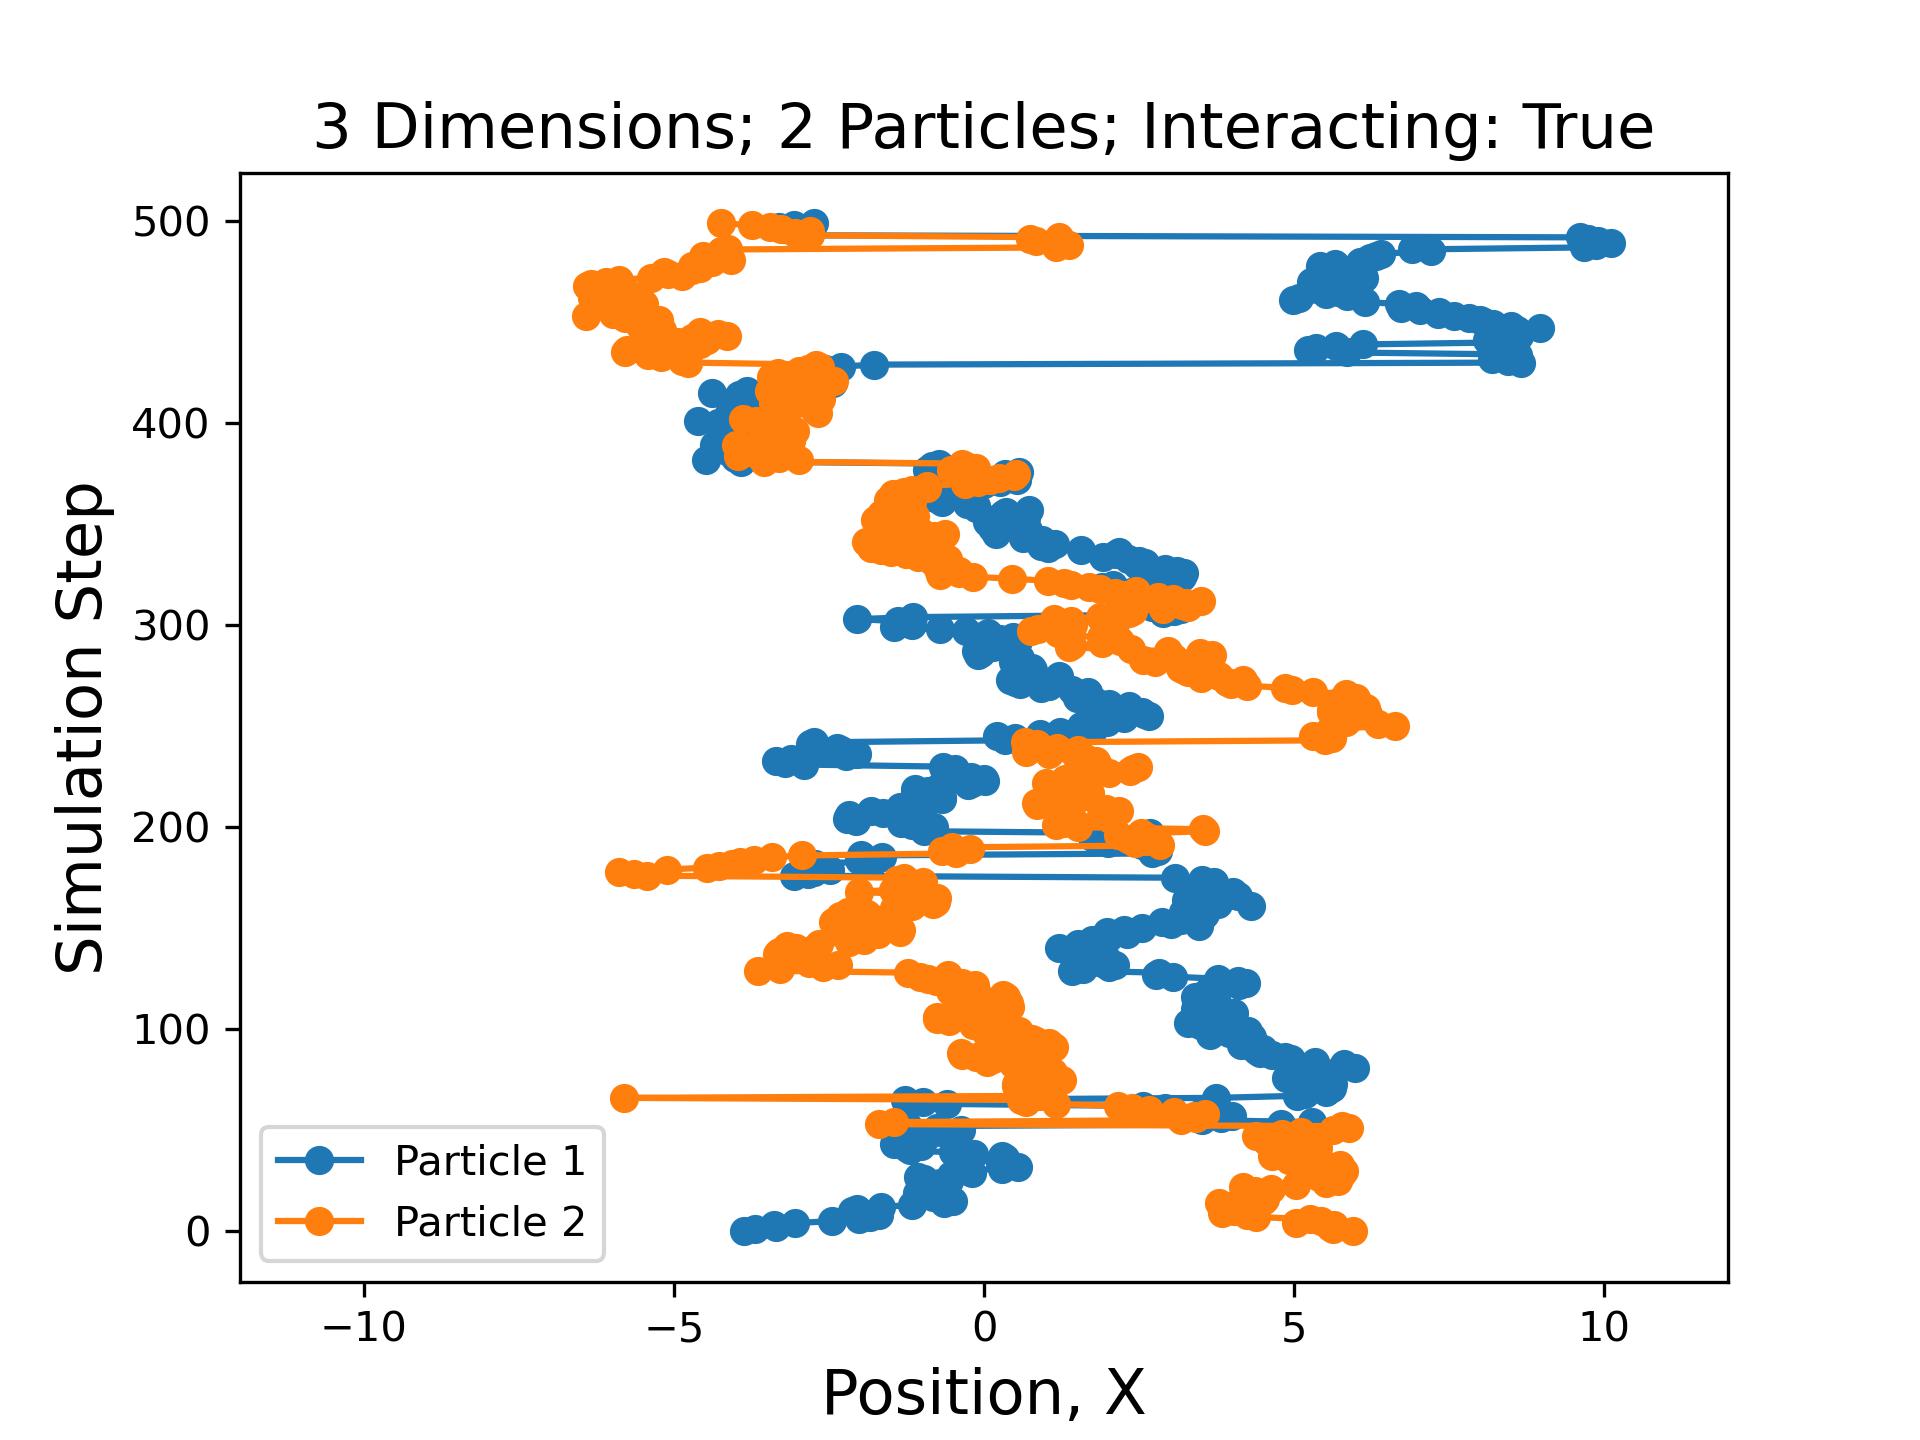 3 Dimensions; 2 Particles; Interacting: True
Simulation Step
500
400
300
200
100
0
Particle 1
Particle 2
−10
−5
0
5
10
Position, X